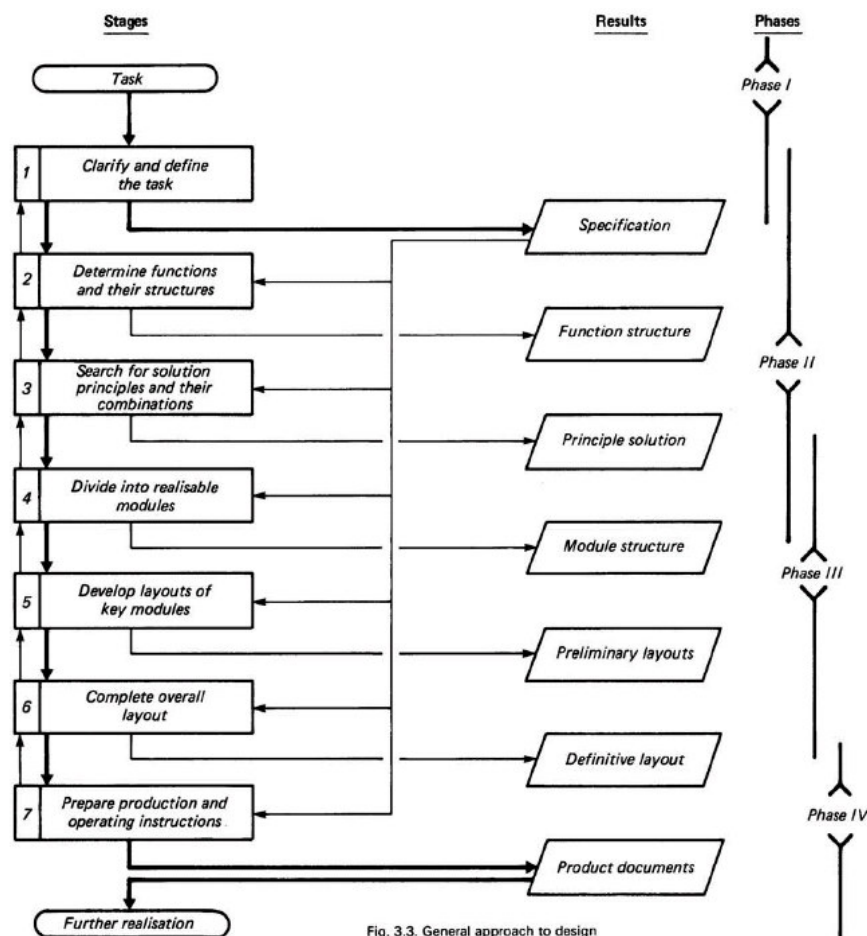 Stages
Results
Phases
Task
Phase I
1
Clarify and define
the task
Specification
2
Determine functions
and their structures
Function structure
Phase II
3
Search for solution
principles and their
combinations
Principle solution
4
Divide into realisable
modules
Module structure
Phase III
5
Develop layouts of
key modules
Preliminary layouts
6
Complete overall
layout
Definitive layout
7
Prepare production and
operating instructions
Phase IV
Product documents
Further realisation
Fig. 3.3. General approach to design